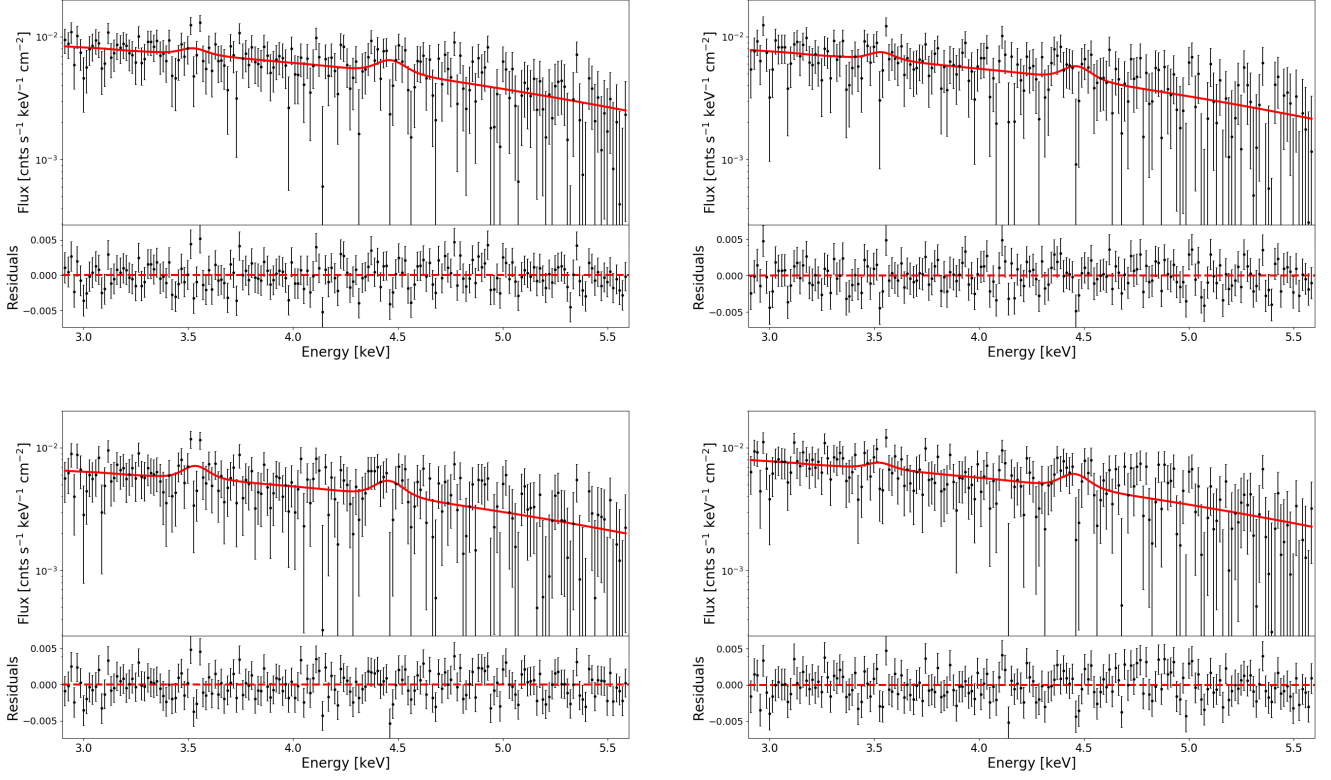 10⁻²
10⁻³
Flux [cnts s⁻¹ keV⁻¹ cm⁻²]
0.005
0.000
−0.005
Residuals
3.0 3.5 4.0 4.5 5.0 5.5
Energy [keV]
10⁻²
10⁻³
Flux [cnts s⁻¹ keV⁻¹ cm⁻²]
0.005
0.000
−0.005
Residuals
3.0 3.5 4.0 4.5 5.0 5.5
Energy [keV]
10⁻²
10⁻³
Flux [cnts s⁻¹ keV⁻¹ cm⁻²]
0.005
0.000
−0.005
Residuals
3.0 3.5 4.0 4.5 5.0 5.5
Energy [keV]
10⁻²
10⁻³
Flux [cnts s⁻¹ keV⁻¹ cm⁻²]
0.005
0.000
−0.005
Residuals
3.0 3.5 4.0 4.5 5.0 5.5
Energy [keV]